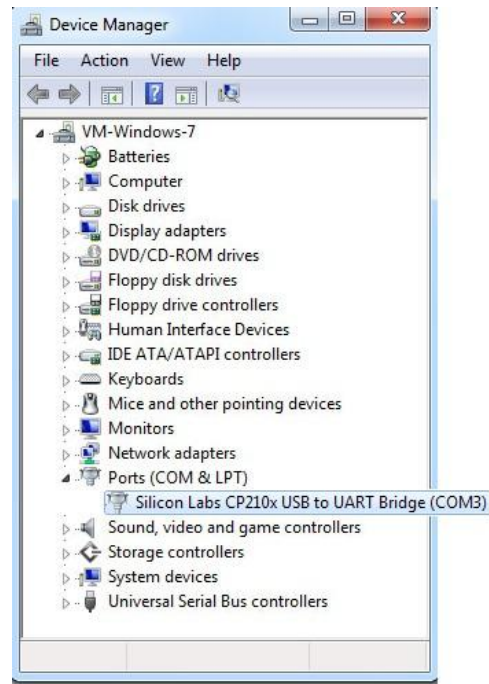 Device Manager
File Action View Help
VM-Windows-7
Batteries
Computer
Disk drives
Display adapters
DVD/CD-ROM drives
Floppy disk drives
Floppy drive controllers
Human Interface Devices
IDE ATA/ATAPI controllers
Keyboards
Mice and other pointing devices
Monitors
Network adapters
Ports (COM & LPT)
Silicon Labs CP210x USB to UART Bridge (COM3)
Sound, video and game controllers
Storage controllers
System devices
Universal Serial Bus controllers